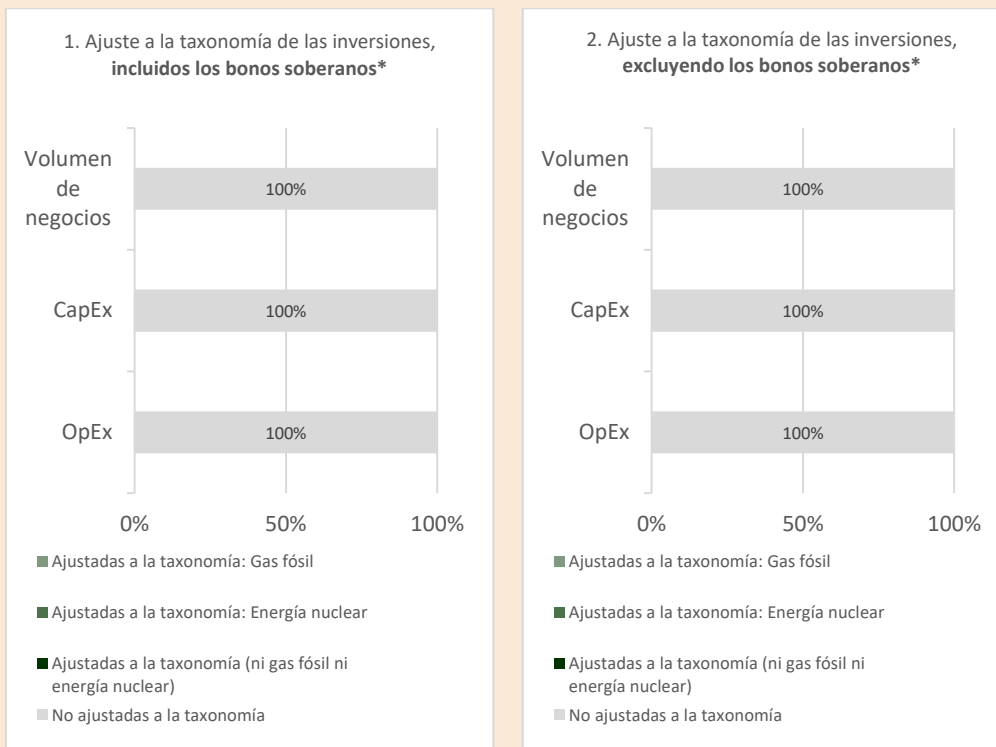 1. Ajuste a la taxonomía de las inversiones,
incluidos los bonos soberanos*
Volumen
de
negocios
100%
CapEx
100%
OpEx
100%
0% 50% 100%
Ajustadas a la taxonomía: Gas fósil
Ajustadas a la taxonomía: Energía nuclear
Ajustadas a la taxonomía (ni gas fósil ni
energía nuclear)
No ajustadas a la taxonomía
2. Ajuste a la taxonomía de las inversiones,
excluyendo los bonos soberanos*
Volumen
de
negocios
100%
CapEx
100%
OpEx
100%
0% 50% 100%
Ajustadas a la taxonomía: Gas fósil
Ajustadas a la taxonomía: Energía nuclear
Ajustadas a la taxonomía (ni gas fósil ni
energía nuclear)
No ajustadas a la taxonomía